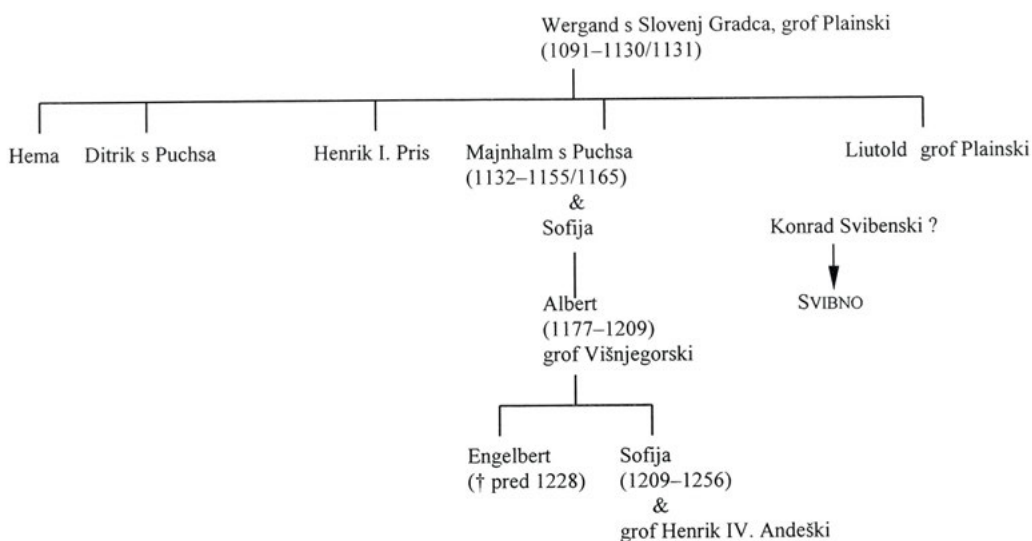 Wergand s Slovenj Gradca, grof Plainski
(1091–1130/1131)
Hema
Ditrik s Puchsa
Henrik I. Pris
Majnhalm s Puchsa
(1132–1155/1165)
&
Sofija
Liutold grof Plainski
Konrad Svibenski ?
SVIBNO
Albert
(1177–1209)
grof Višnjegorski
Engelbert
(† pred 1228)
Sofija
(1209–1256)
&
grof Henrik IV. Andeški